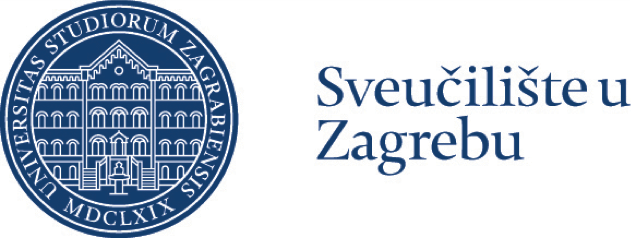 UNIVERSITAS STUDIORUM ZAGRABIENSIS
MDCLXIX
Sveučilište u
Zagrebu